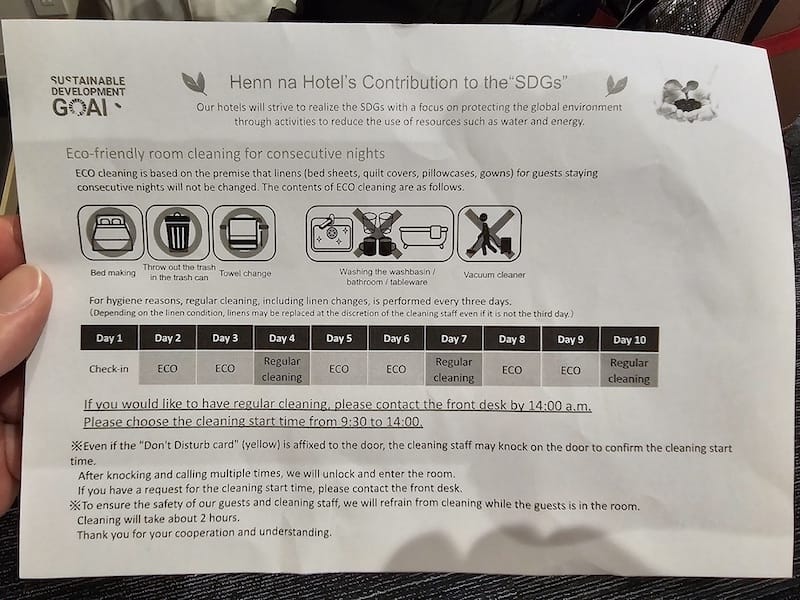 SUSTAINABLE
DEVELOPMENT
GOAL
Henn na Hotel's Contribution to the"SDGs"
Our hotels will strive to realize the SDGs with a focus on protecting the global environment
through activities to reduce the use of resources such as water and energy.
Eco-friendly room cleaning for consecutive nights
ECO cleaning is based on the premise that linens (bed sheets, quilt covers, pillowcases, gowns) for guests staying
consecutive nights will not be changed. The contents of ECO cleaning are as follows.
Bed making
Throw out the trash
in the trash can
Towel change
Washing the washbasin /
bathroom / tableware
Vacuum cleaner
For hygiene reasons, regular cleaning, including linen changes, is performed every three days.
(Depending on the linen condition, linens may be replaced at the discretion of the cleaning staff even if it is not the third day.)
Day 1 Day 2 Day 3 Day 4 Day 5 Day 6 Day 7 Day 8 Day 9 Day 10
Check-in ECO ECO Regular cleaning ECO ECO Regular cleaning ECO ECO Regular cleaning
If you would like to have regular cleaning, please contact the front desk by 14:00 a.m.
Please choose the cleaning start time from 9:30 to 14:00.
※Even if the "Don't Disturb card" (yellow) is affixed to the door, the cleaning staff may knock on the door to confirm the cleaning start
time.
After knocking and calling multiple times, we will unlock and enter the room.
If you have a request for the cleaning start time, please contact the front desk.
※To ensure the safety of our guests and cleaning staff, we will refrain from cleaning while the guests is in the room.
Cleaning will take about 2 hours.
Thank you for your cooperation and understanding.